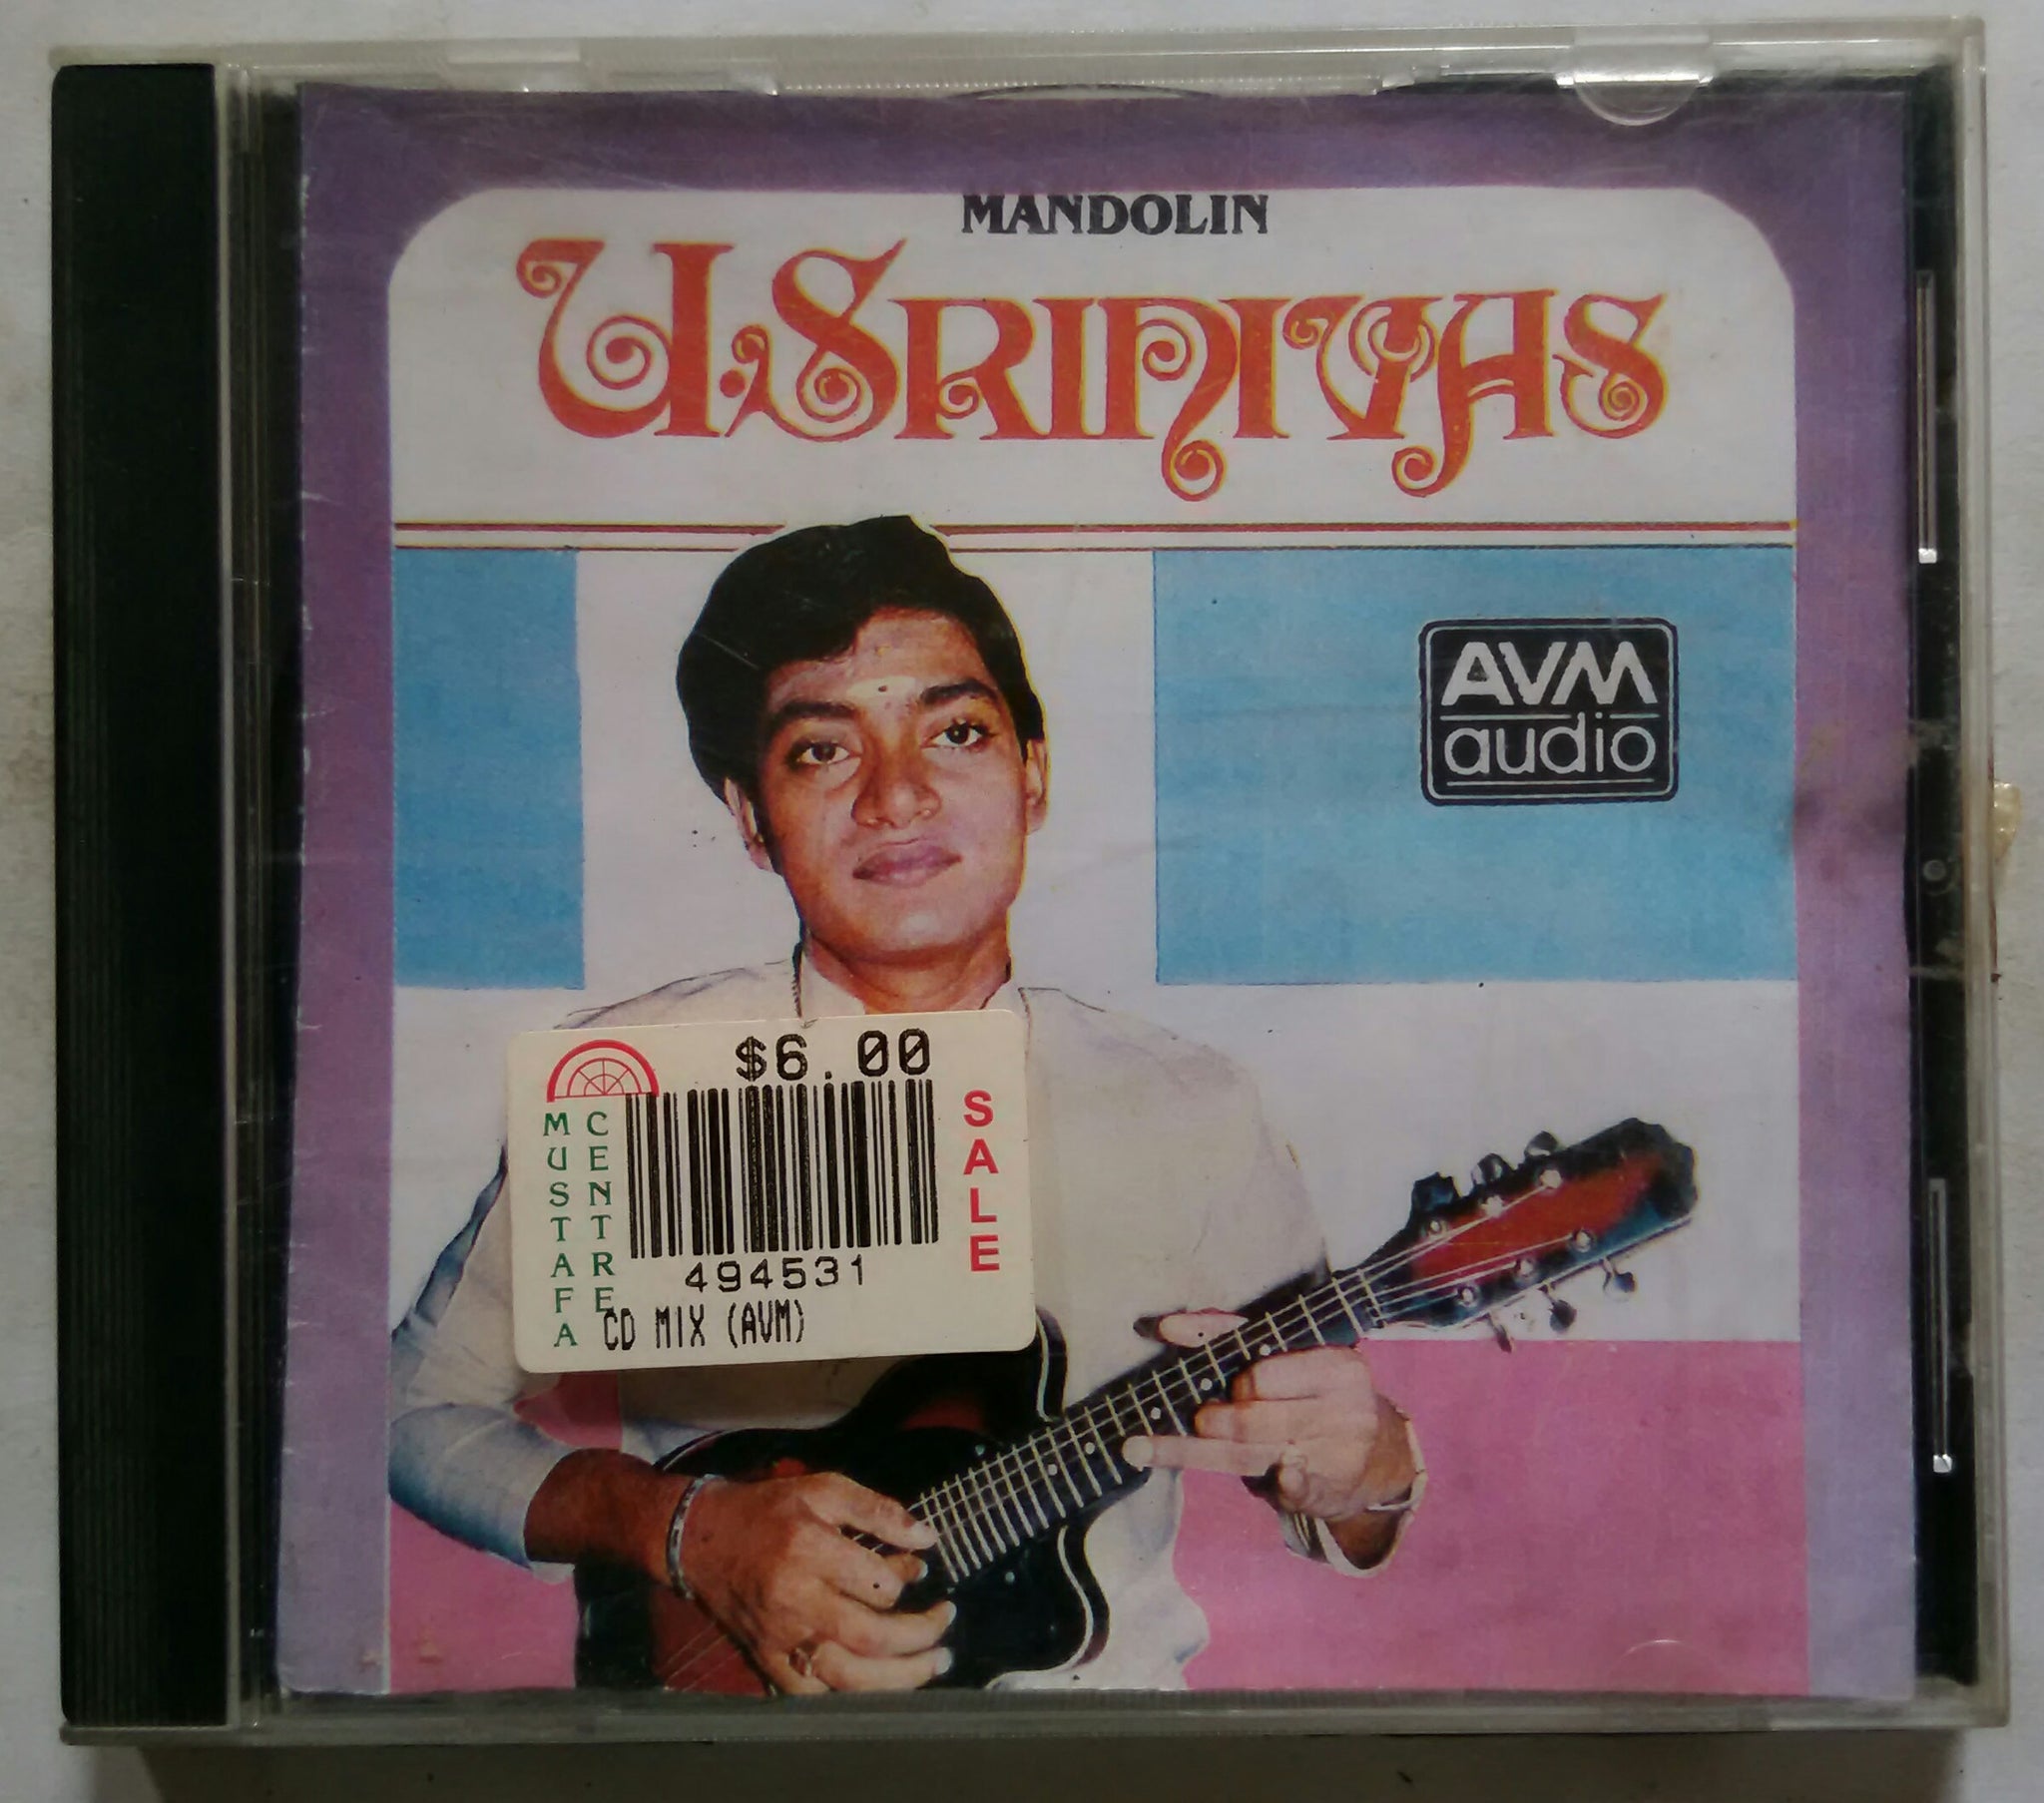 MANDOLIN
U.SRINIVAS
AVM
audio
$6.00
MUSTAFA
CENTRE
SALE
494531
CD MIX (AVM)